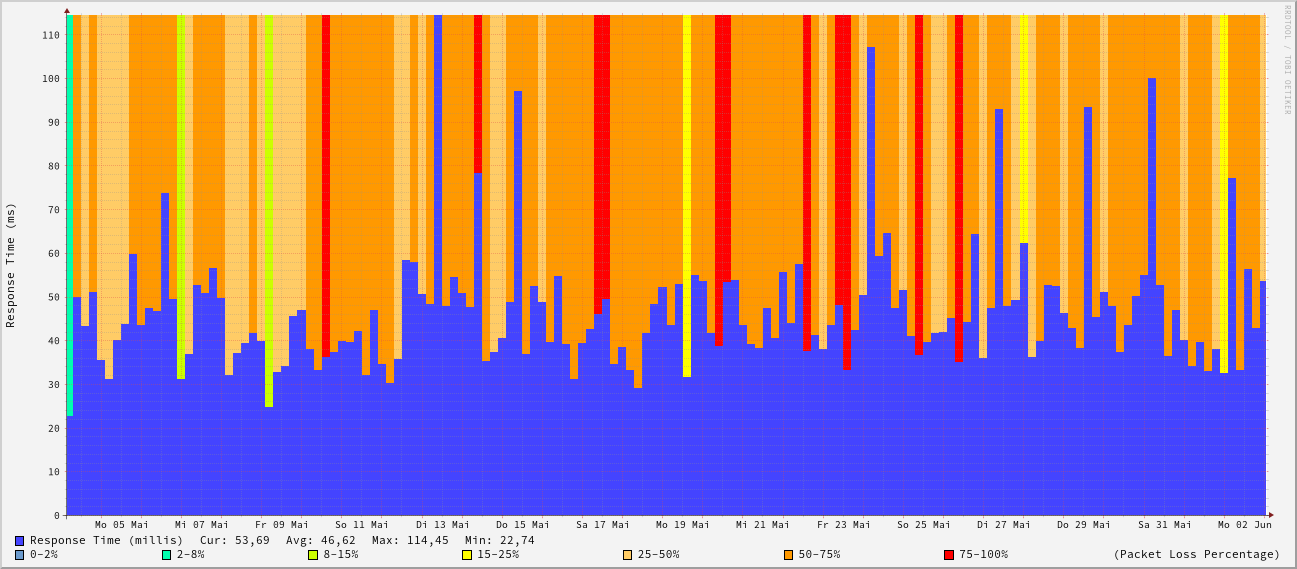 RRDTOOL / TOBI OETIKER
Response Time (ms)
110
100
90
80
70
60
50
40
30
20
10
0
Mo 05 Mai Mi 07 Mai Fr 09 Mai So 11 Mai Di 13 Mai Do 15 Mai Sa 17 Mai Mo 19 Mai Mi 21 Mai Fr 23 Mai So 25 Mai Di 27 Mai Do 29 Mai Sa 31 Mai Mo 02 Jun
Response Time (millis) Cur: 53,69 Avg: 46,62 Max: 114,45 Min: 22,74
0-2% 2-8% 8-15% 15-25% 25-50% 50-75% 75-100% (Packet Loss Percentage)